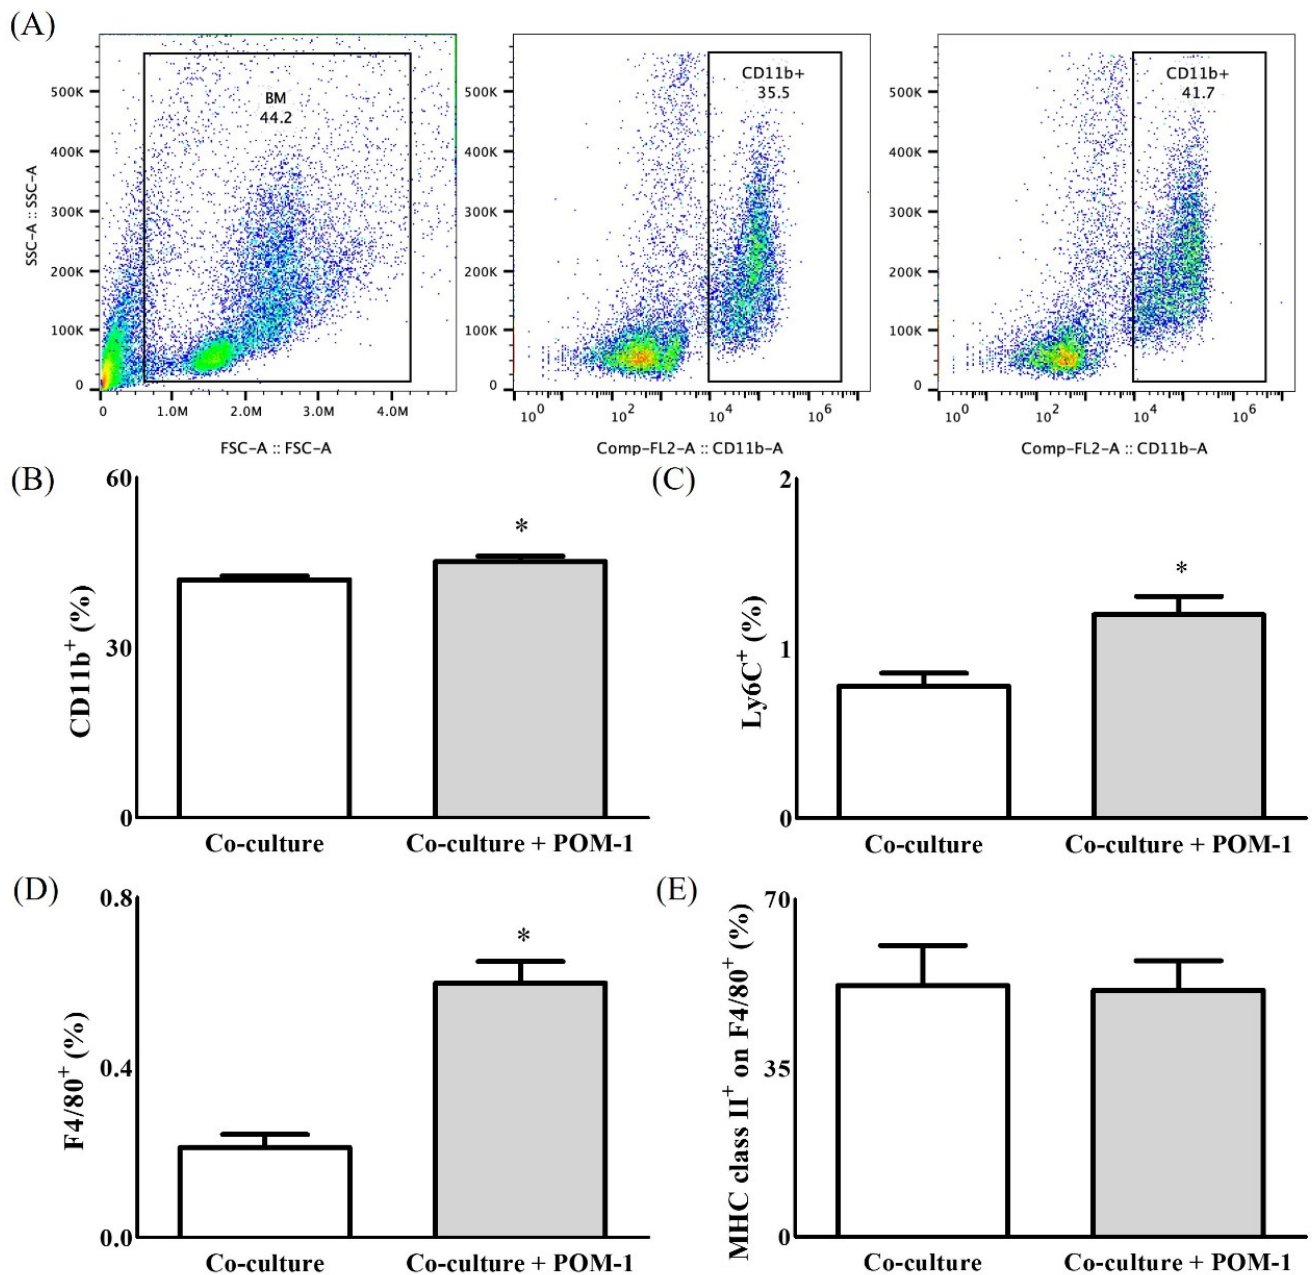 (A)
BM
44.2
SSC-A :: SSC-A
500K
400K
300K
200K
100K
0
0 1.0M 2.0M 3.0M 4.0M
FSC-A :: FSC-A
CD11b+
35.5
500K
400K
300K
200K
100K
0
10^0 10^2 10^4 10^6
Comp-FL2-A :: CD11b-A
CD11b+
41.7
500K
400K
300K
200K
100K
0
10^0 10^2 10^4 10^6
Comp-FL2-A :: CD11b-A
(B)
CD11b+ (%)
60
30
0
*
Co-culture Co-culture + POM-1
(C)
Ly6C+ (%)
2
1
0
*
Co-culture Co-culture + POM-1
(D)
F4/80+ (%)
0.8
0.4
0.0
*
Co-culture Co-culture + POM-1
(E)
MHC class II+ on F4/80+ (%)
70
35
0
Co-culture Co-culture + POM-1